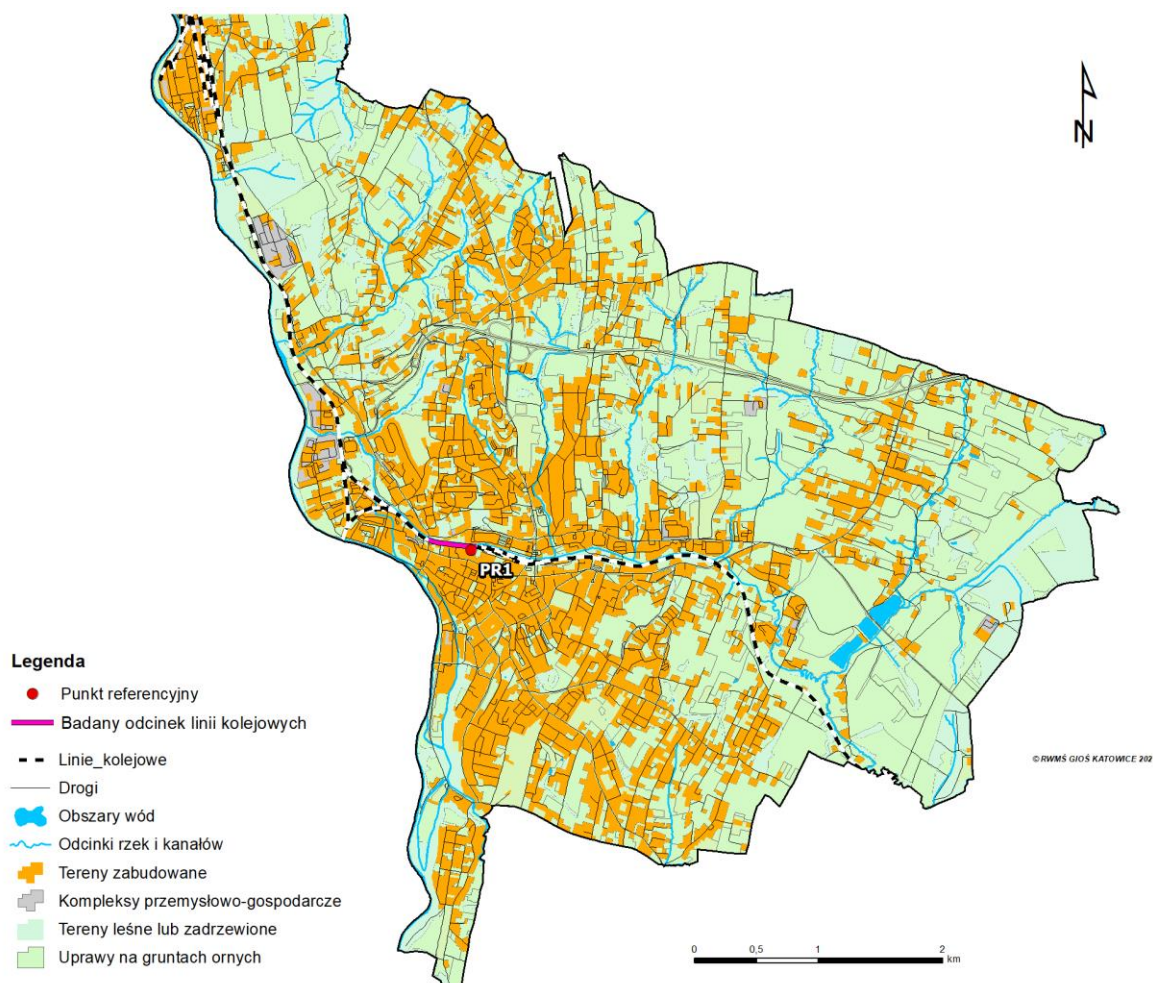 N
PR1
Legenda
Punkt referencyjny
Badany odcinek linii kolejowych
Linie_kolejowe
Drogi
Obszary wód
Odcinki rzek i kanałów
Tereny zabudowane
Kompleksy przemysłowo-gospodarcze
Tereny leśne lub zadrzewione
Uprawy na gruntach ornych
© RWMŚ GIOŚ KATOWICE 202
0 0,5 1 2
km